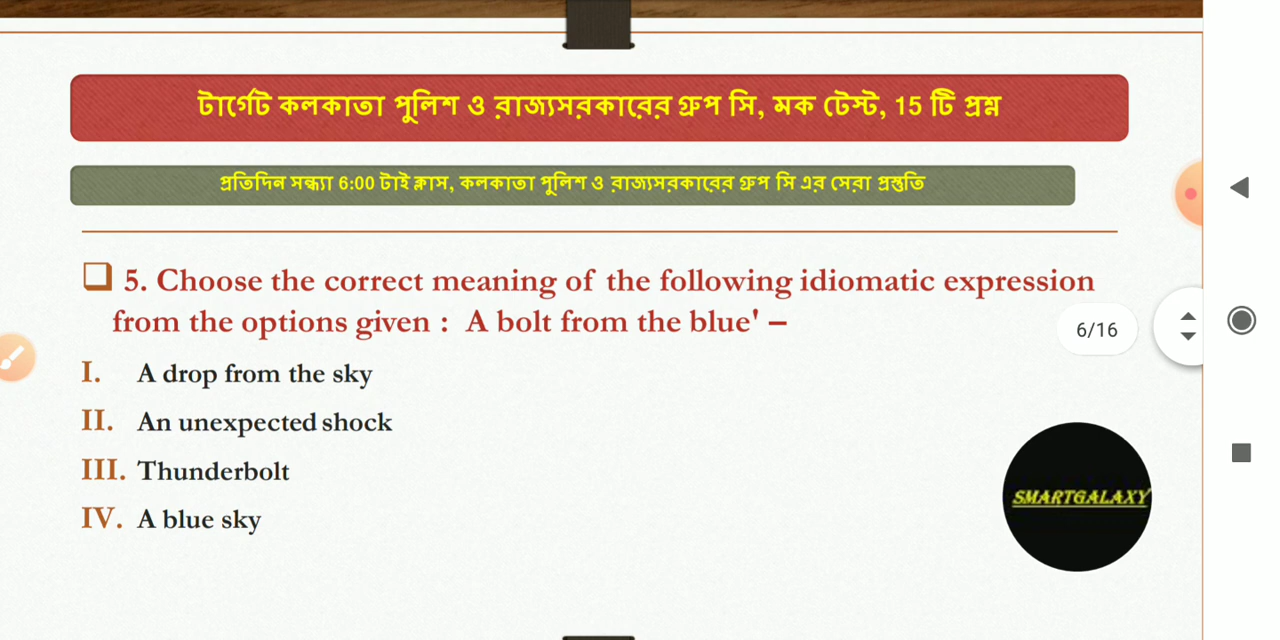 টার্গেট কলকাতা পুলিশ ও রাজ্যসরকারের গ্রুপ সি, মক টেস্ট, 15 টি প্রশ্ন
প্রতিদিন সন্ধ্যা 6:00 টাই ক্লাস, কলকাতা পুলিশ ও রাজ্যসরকারের গ্রুপ সি এর সেরা প্রস্তুতি
5. Choose the correct meaning of the following idiomatic expression
from the options given : A bolt from the blue' –
6/16
I. A drop from the sky
II. An unexpected shock
III. Thunderbolt
IV. A blue sky
SMARTGALAXY